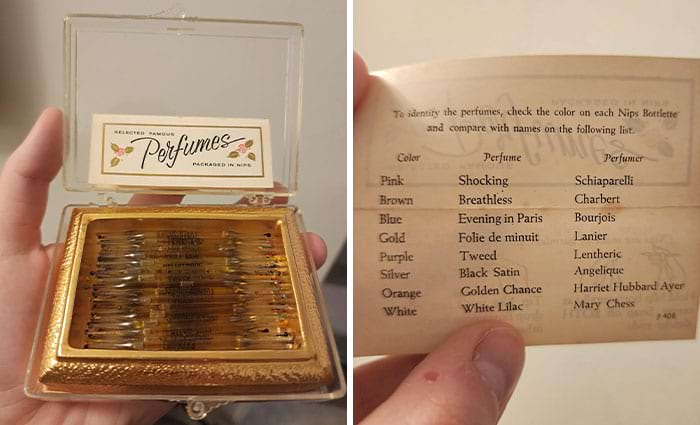 SELECTED FAMOUS
Perfumes
PACKAGED IN NIPS
To identify the perfumes, check the color on each Nips Bottlette
and compare with names on the following list.
Color Perfume Perfumer
Pink Shocking Schiaparelli
Brown Breathless Charbert
Blue Evening in Paris Bourjois
Gold Folie de minuit Lanier
Purple Tweed Lentheric
Silver Black Satin Angelique
Orange Golden Chance Harriet Hubbard Ayer
White White Lilac Mary Chess
P 408